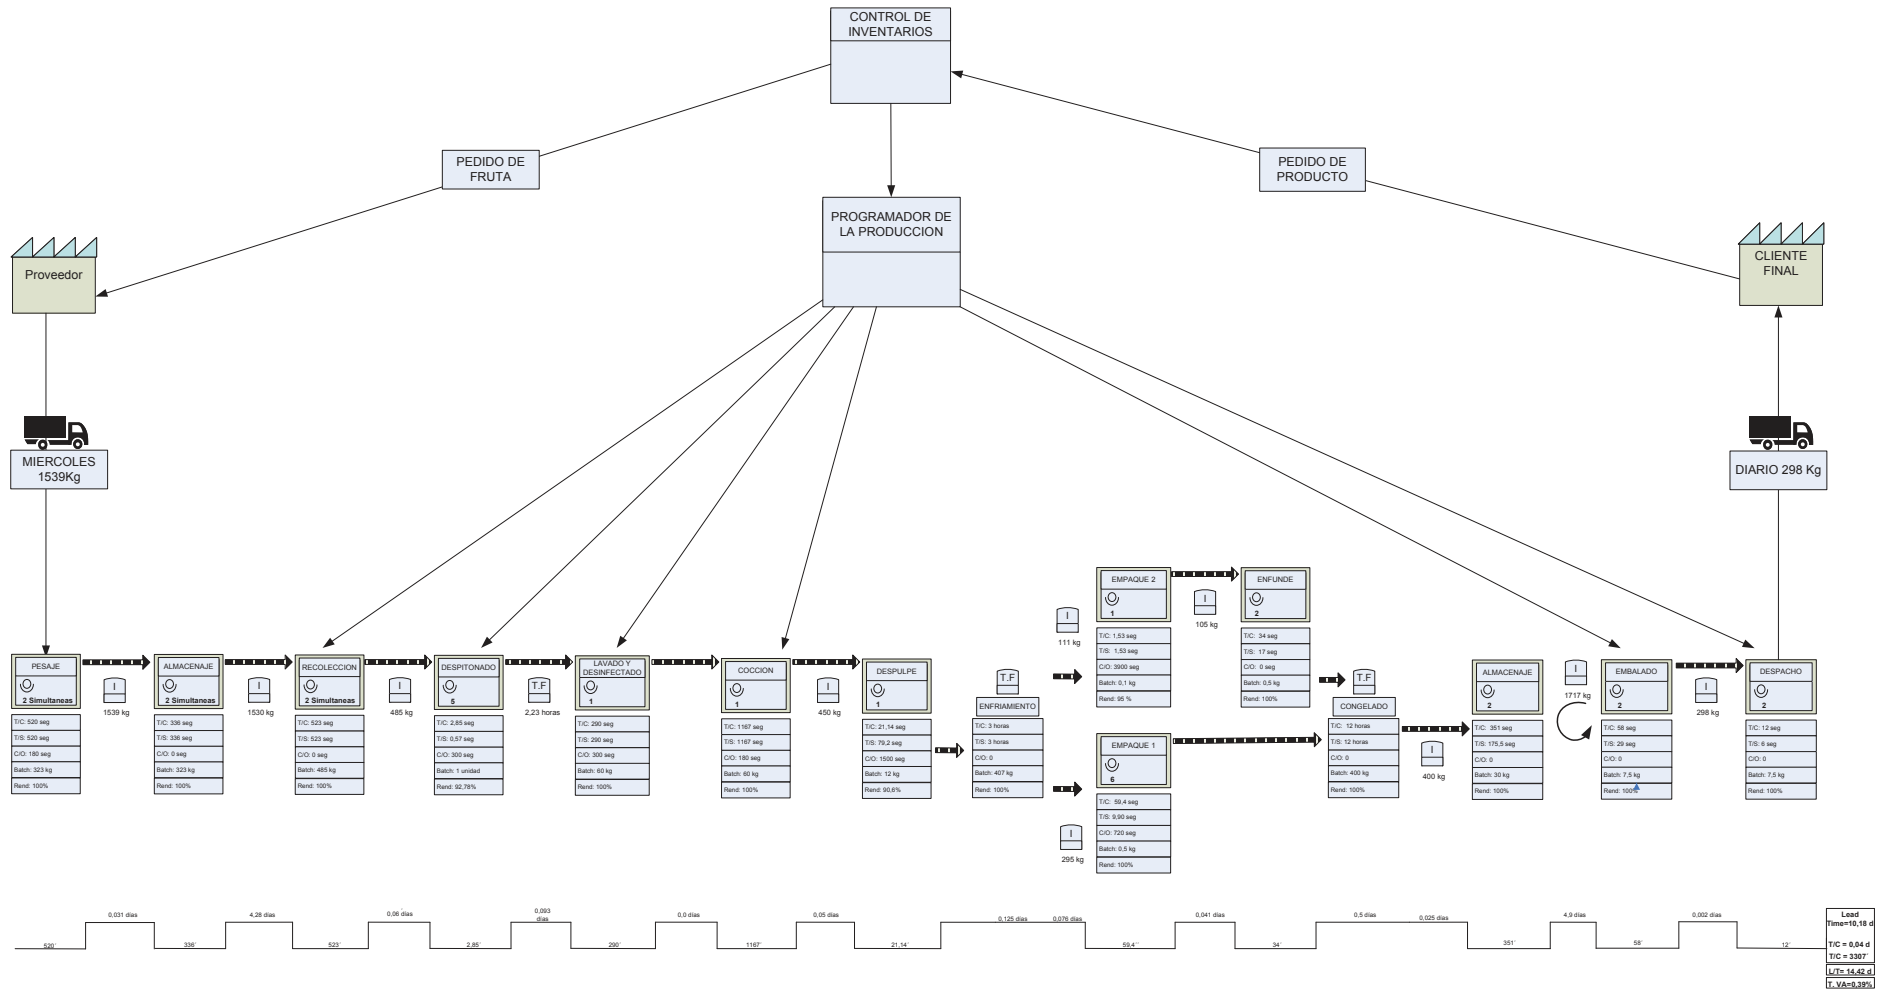 CONTROL DE
INVENTARIOS
PEDIDO DE
FRUTA
PEDIDO DE
PRODUCTO
PROGRAMADOR DE
LA PRODUCCION
Proveedor
CLIENTE
FINAL
MIERCOLES
1539Kg
DIARIO 298 Kg
PESAJE
2 Simultaneas
T/C: 520 seg
T/S: 520 seg
C/O: 180 seg
Batch: 323 kg
Rend: 100%
I
1539 kg
ALMACENAJE
2 Simultaneas
T/C: 336 seg
T/S: 336 seg
C/O: 0 seg
Batch: 323 kg
Rend: 100%
I
1530 kg
RECOLECCION
2 Simultaneas
T/C: 523 seg
T/S: 523 seg
C/O: 0 seg
Batch: 485 kg
Rend: 100%
I
485 kg
DESPITONADO
5
T/C: 2,85 seg
T/S: 0,57 seg
C/O: 300 seg
Batch: 1 unidad
Rend: 92,78%
T.F
2,23 horas
LAVADO Y
DESINFECTADO
1
T/C: 290 seg
T/S: 290 seg
C/O: 300 seg
Batch: 60 kg
Rend: 100%
COCCION
1
T/C: 1167 seg
T/S: 1167 seg
C/O: 180 seg
Batch: 60 kg
Rend: 100%
I
450 kg
DESPULPE
1
T/C: 21,14 seg
T/S: 79,2 seg
C/O: 1500 seg
Batch: 12 kg
Rend: 90,6%
T.F
ENFRIAMIENTO
T/C: 3 horas
T/S: 3 horas
C/O: 0
Batch: 407 kg
Rend: 100%
I
111 kg
EMPAQUE 2
1
T/C: 1,53 seg
T/S: 1,53 seg
C/O: 3900 seg
Batch: 0,1 kg
Rend: 95 %
I
105 kg
ENFUNDE
2
T/C: 34 seg
T/S: 17 seg
C/O: 0 seg
Batch: 0,5 kg
Rend: 100%
I
295 kg
EMPAQUE 1
6
T/C: 59,4 seg
T/S: 9,90 seg
C/O: 720 seg
Batch: 0,5 kg
Rend: 100%
T.F
CONGELADO
T/C: 12 horas
T/S: 12 horas
C/O: 0
Batch: 400 kg
Rend: 100%
I
400 kg
ALMACENAJE
2
T/C: 351 seg
T/S: 175,5 seg
C/O: 0
Batch: 30 kg
Rend: 100%
I
1717 kg
EMBALADO
2
T/C: 58 seg
T/S: 29 seg
C/O: 0
Batch: 7,5 kg
Rend: 100%
I
298 kg
DESPACHO
2
T/C: 12 seg
T/S: 6 seg
C/O: 0
Batch: 7,5 kg
Rend: 100%
520´
0,031 días
336´
4,28 días
523´
0,06 días
2,85´
0,093
días
290´
0,0 días
1167´
0,05 días
21,14´
0,125 días
0,076 días
59,4´
0,041 días
34´
0,5 días
0,025 días
351´
4,9 días
58´
0,002 días
12´
Lead
Time=10,18 d
T/C = 0,04 d
T/C = 3307´
L/T= 14,42 d
T. VA=0,39%